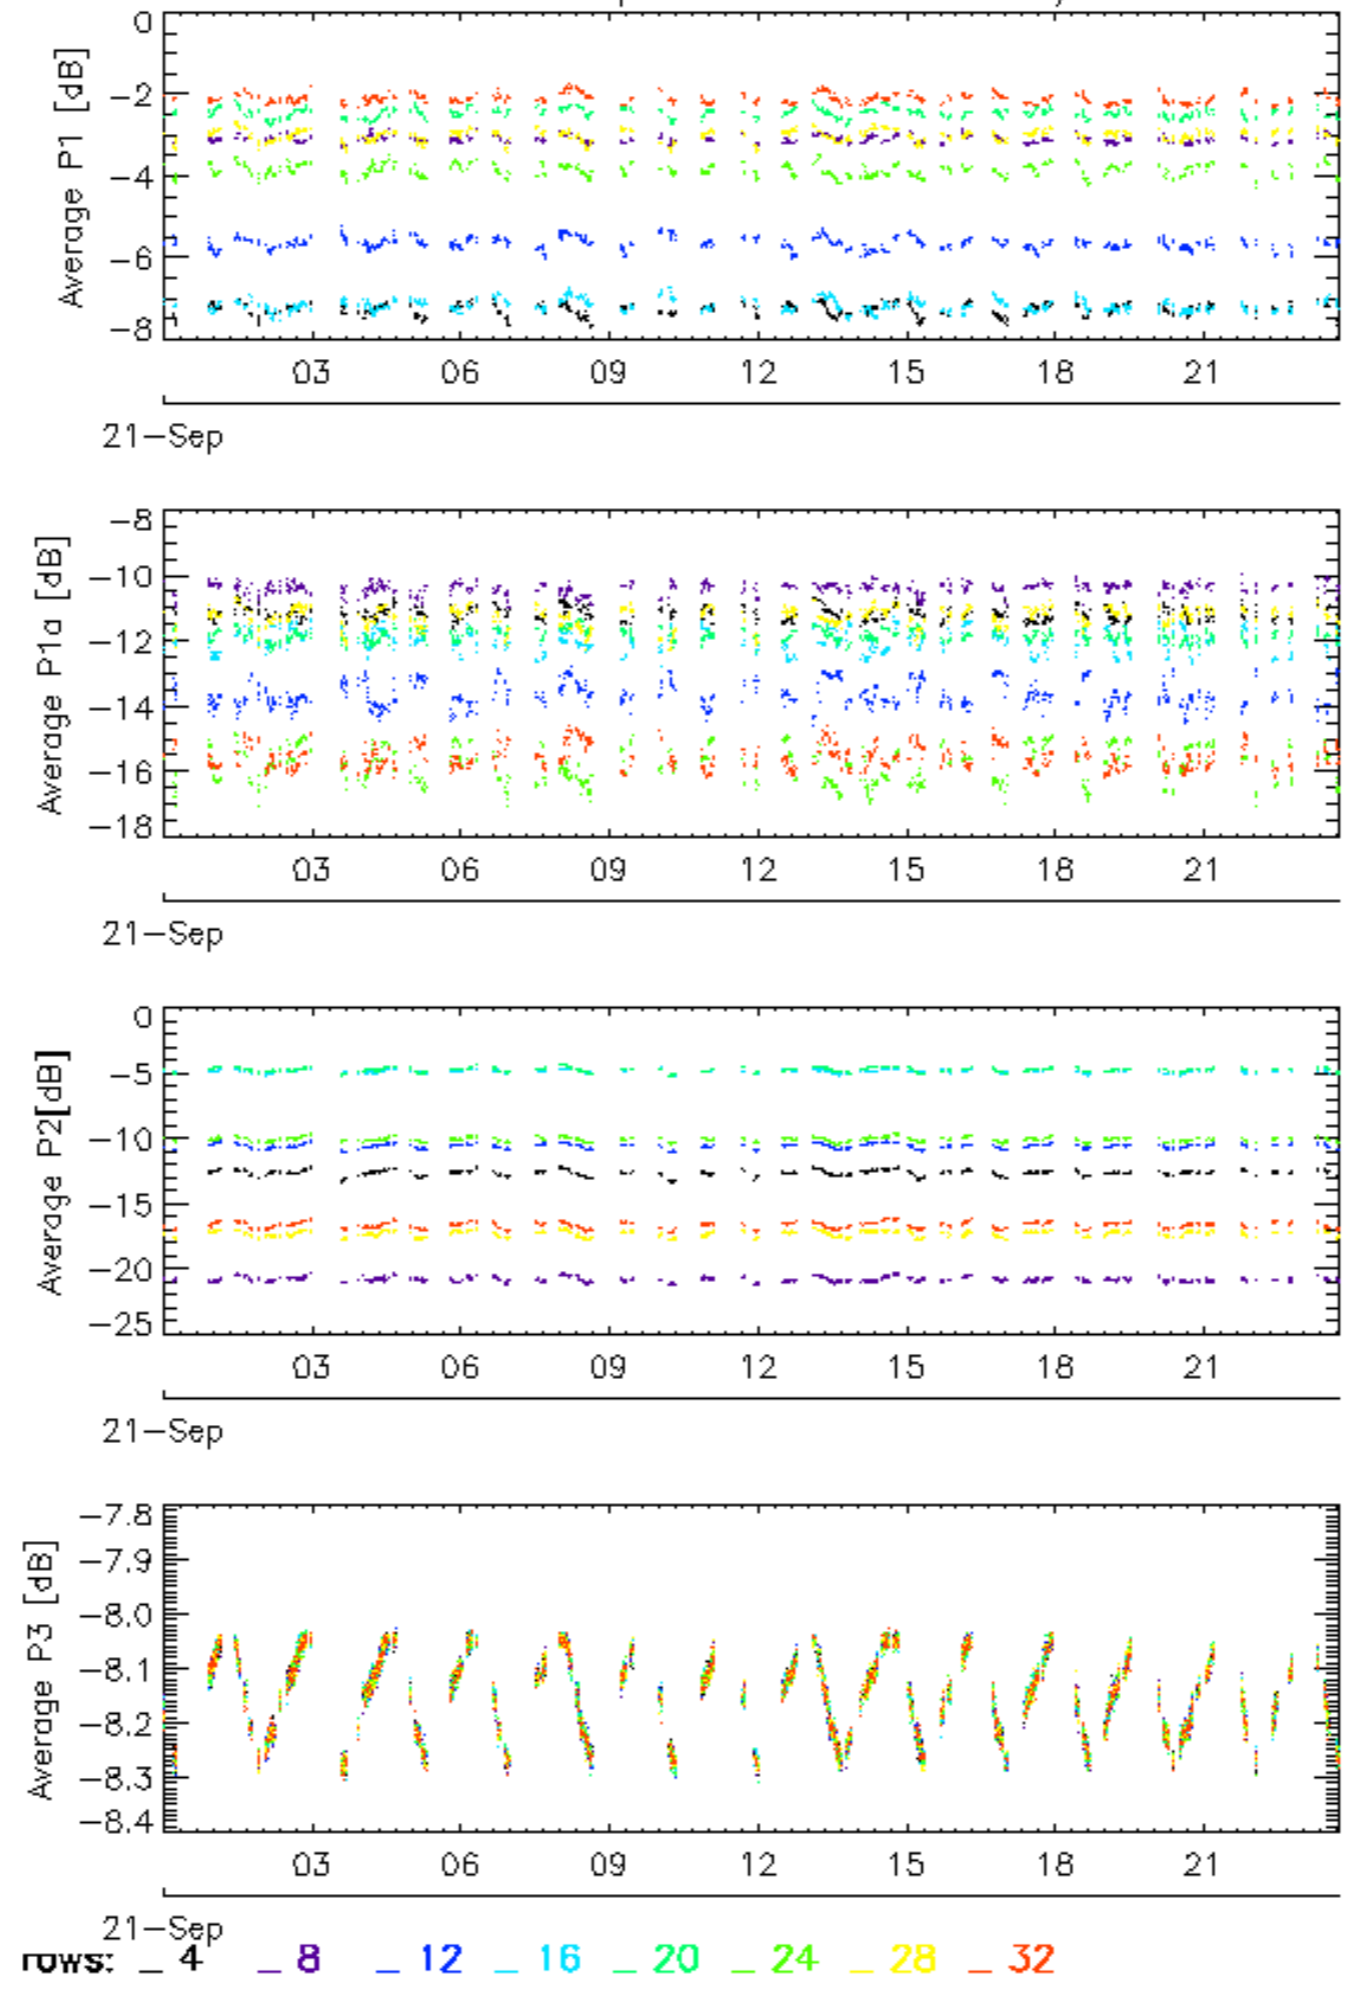 Average P1 [dB]
0
−2
−4
−6
−8
03 06 09 12 15 18 21
21−Sep
Average P1a [dB]
−8
−10
−12
−14
−16
−18
03 06 09 12 15 18 21
21−Sep
Average P2[dB]
0
−5
−10
−15
−20
−25
03 06 09 12 15 18 21
21−Sep
Average P3 [dB]
−7.8
−7.9
−8.0
−8.1
−8.2
−8.3
−8.4
03 06 09 12 15 18 21
21−Sep
rows: _ 4 _ 8 _ 12 _ 16 _ 20 _ 24 _ 28 _ 32